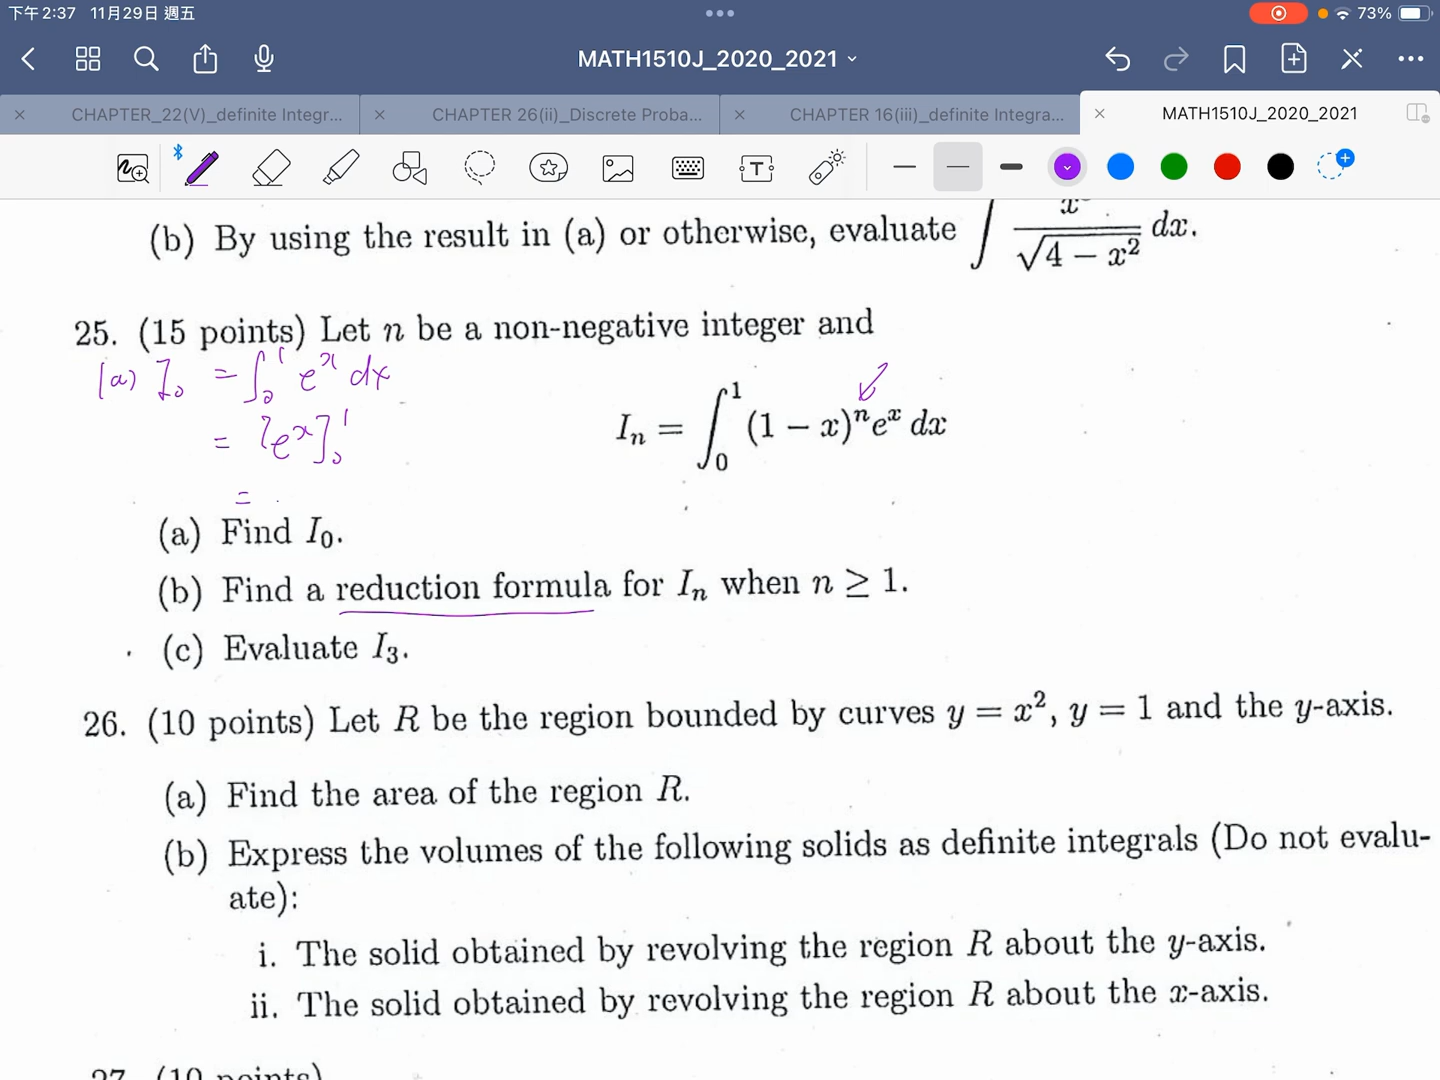 下午2:37 11月29日 週五
73%
MATH1510J_2020_2021
CHAPTER_22(V)_definite Integr...
CHAPTER 26(ii)_Discrete Proba...
CHAPTER 16(iii)_definite Integra...
MATH1510J_2020_2021
(b) By using the result in (a) or otherwise, evaluate ∫ / √(4 − x²) dx.
25. (15 points) Let n be a non-negative integer and
(a) I₀ = ∫₀¹ eˣ dx
= [eˣ]₀¹
=
Iₙ = ∫₀¹ (1 − x)ⁿeˣ dx
(a) Find I₀.
(b) Find a reduction formula for Iₙ when n ≥ 1.
(c) Evaluate I₃.
26. (10 points) Let R be the region bounded by curves y = x², y = 1 and the y-axis.
(a) Find the area of the region R.
(b) Express the volumes of the following solids as definite integrals (Do not evalu-
ate):
i. The solid obtained by revolving the region R about the y-axis.
ii. The solid obtained by revolving the region R about the x-axis.
27. (10 points)